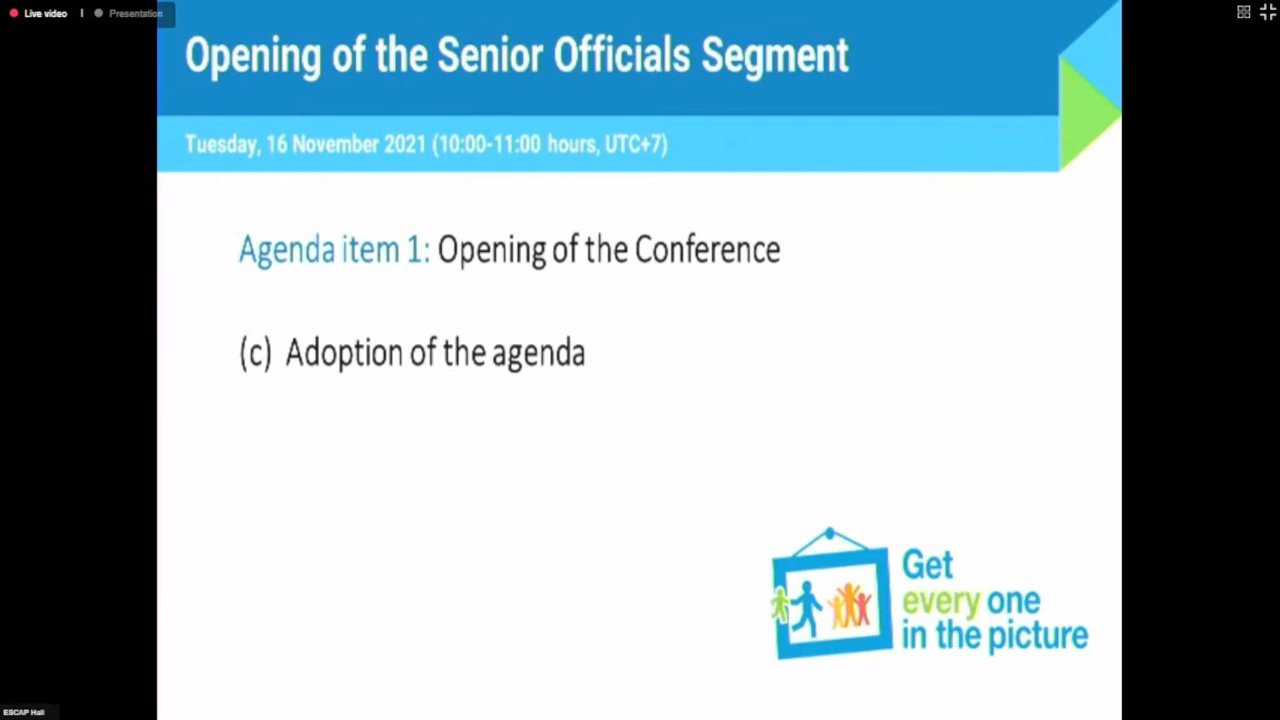 Live video | Presentation
Opening of the Senior Officials Segment
Tuesday, 16 November 2021 (10:00-11:00 hours, UTC+7)
Agenda item 1: Opening of the Conference
(c) Adoption of the agenda
Get
every one
in the picture
ESCAP Hall